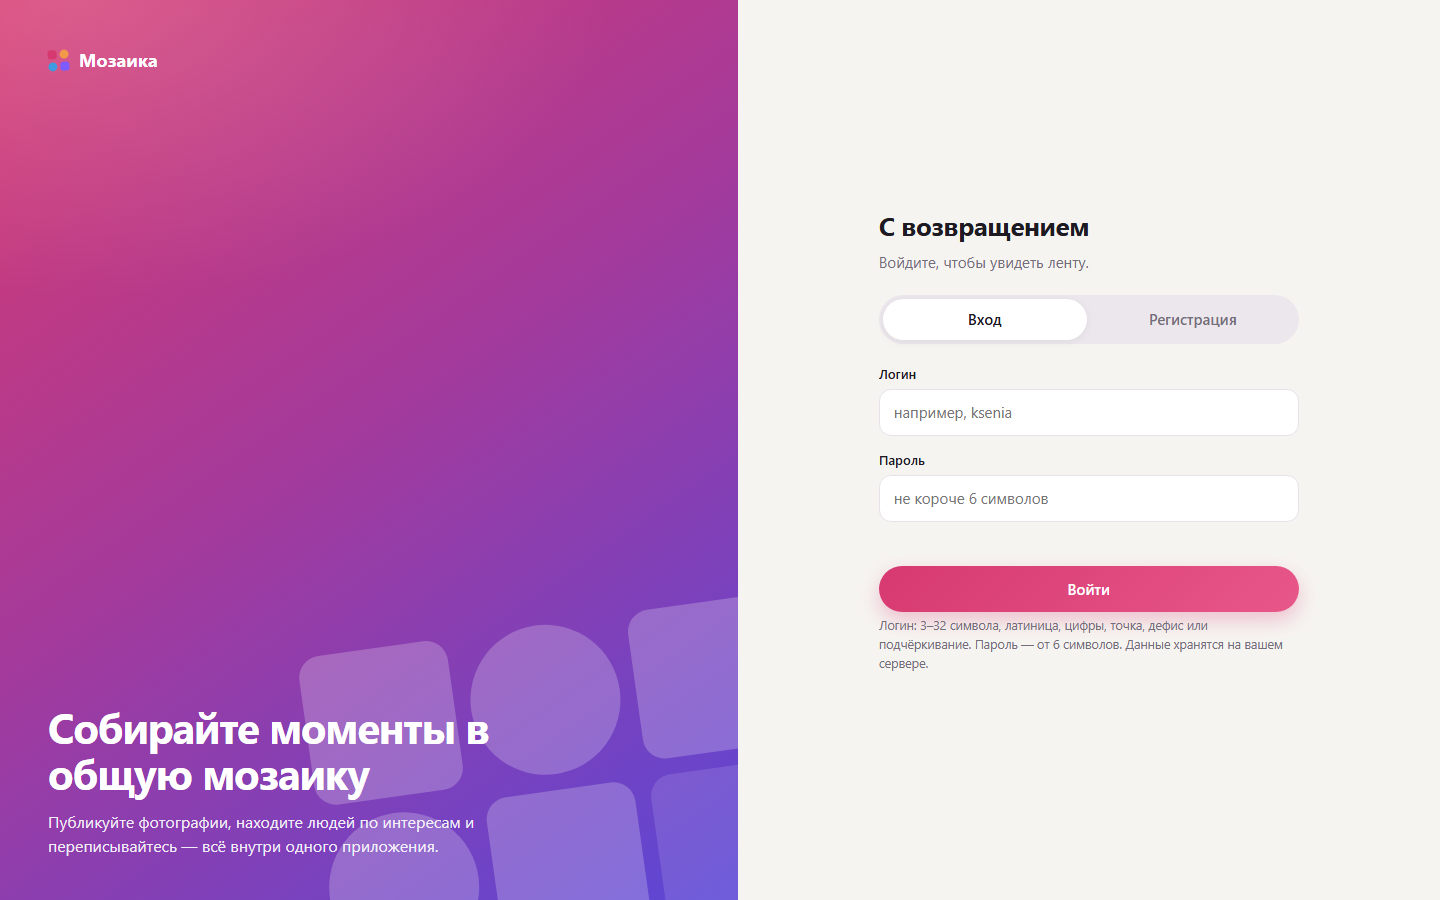 Мозаика
Собирайте моменты в
общую мозаику
Публикуйте фотографии, находите людей по интересам и
переписывайтесь — всё внутри одного приложения.
С возвращением
Войдите, чтобы увидеть ленту.
Вход
Регистрация
Логин
например, ksenia
Пароль
не короче 6 символов
Войти
Логин: 3–32 символа, латиница, цифры, точка, дефис или
подчёркивание. Пароль — от 6 символов. Данные хранятся на вашем
сервере.